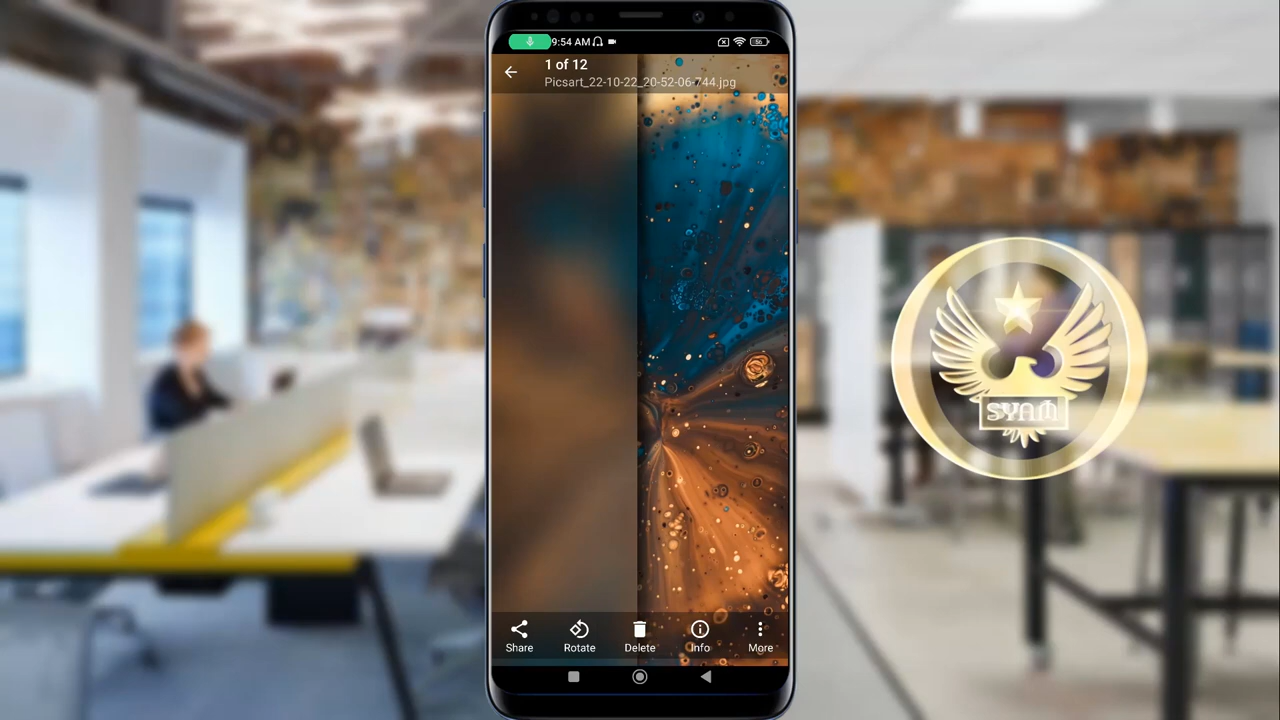 9:54 AM
56
1 of 12
Picsart_22-10-22_20-52-06-744.jpg
SYAM
Share
Rotate
Delete
Info
More